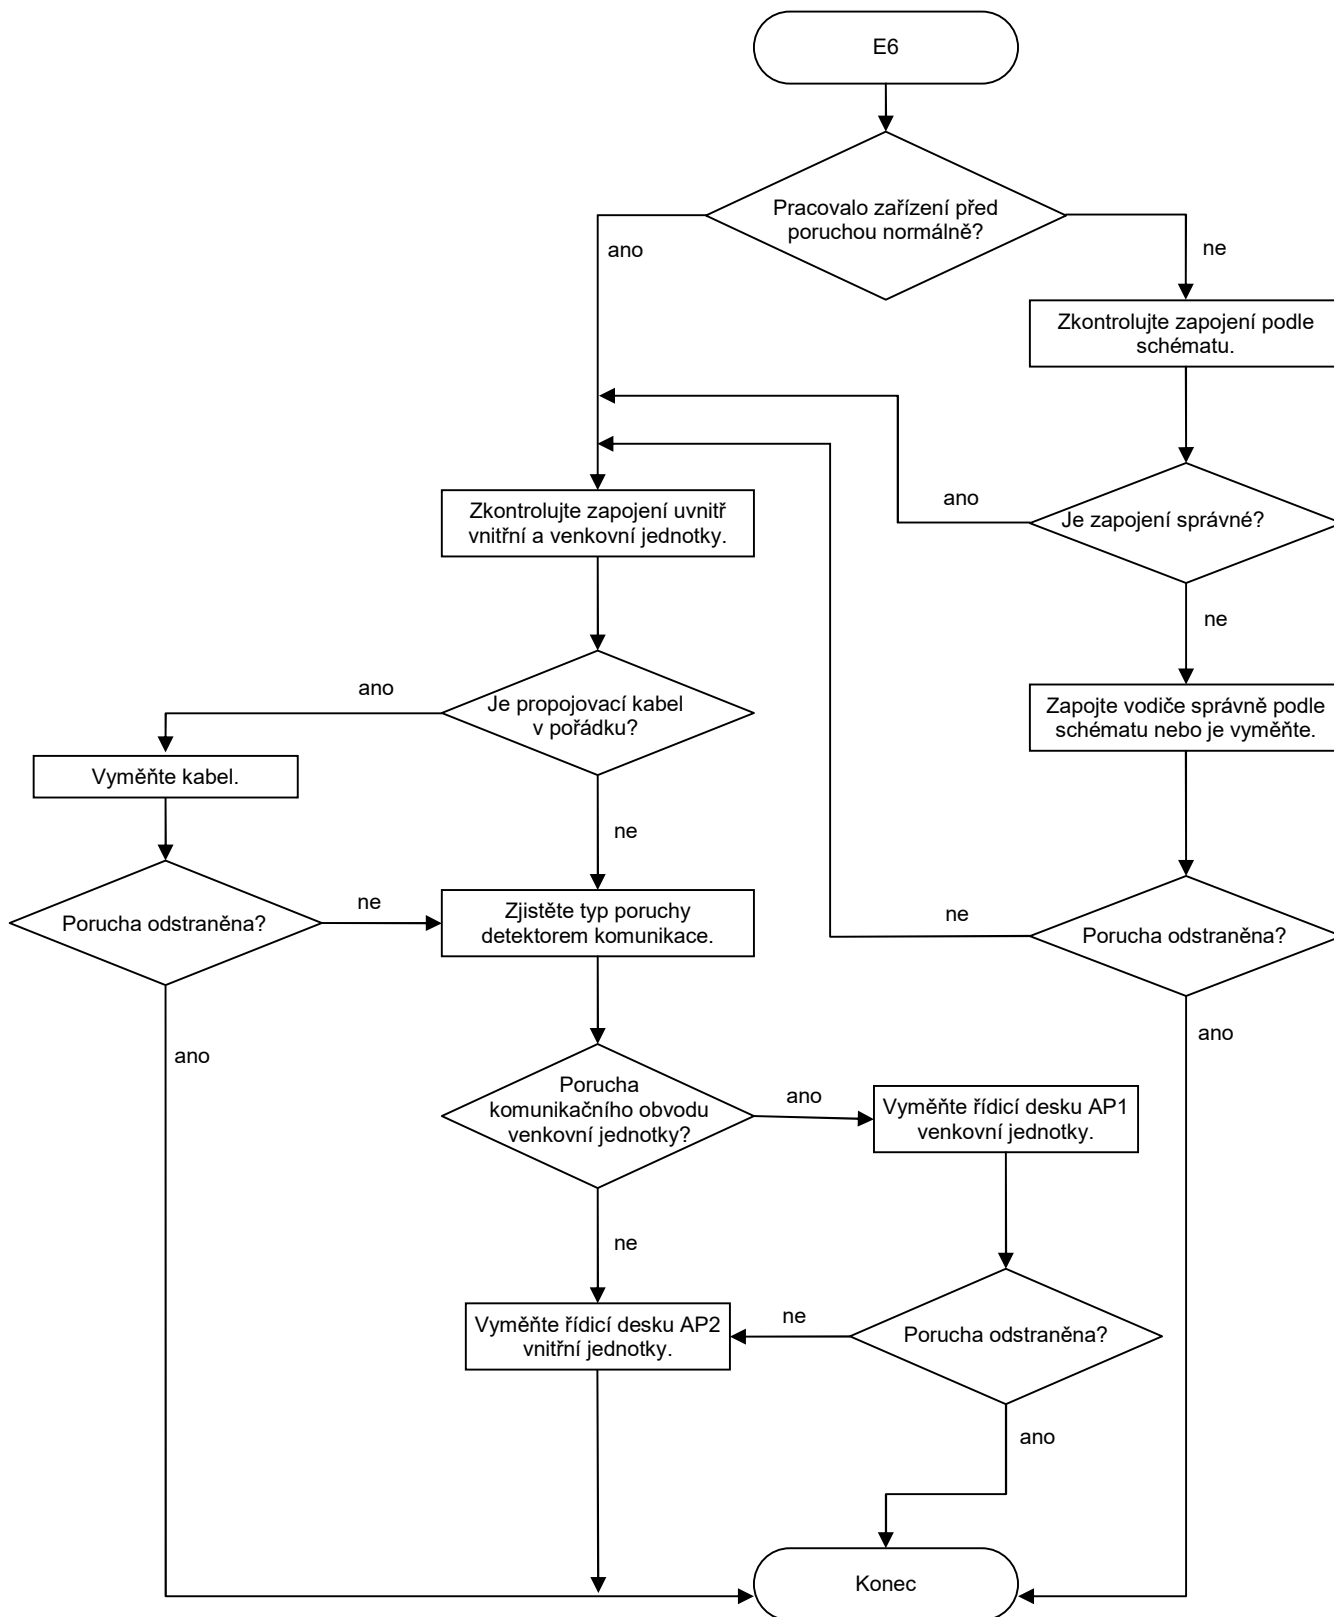 E6
Pracovalo zařízení před
poruchou normálně?
ano
ne
Zkontrolujte zapojení podle
schématu.
Zkontrolujte zapojení uvnitř
vnitřní a venkovní jednotky.
ano
Je zapojení správné?
ne
ano
Je propojovací kabel
v pořádku?
Zapojte vodiče správně podle
schématu nebo je vyměňte.
Vyměňte kabel.
ne
Porucha odstraněna?
ne
Zjistěte typ poruchy
detektorem komunikace.
ne
Porucha odstraněna?
ano
ano
Porucha
komunikačního obvodu
venkovní jednotky?
ano
Vyměňte řídicí desku AP1
venkovní jednotky.
ne
Vyměňte řídicí desku AP2
vnitřní jednotky.
ne
Porucha odstraněna?
ano
Konec